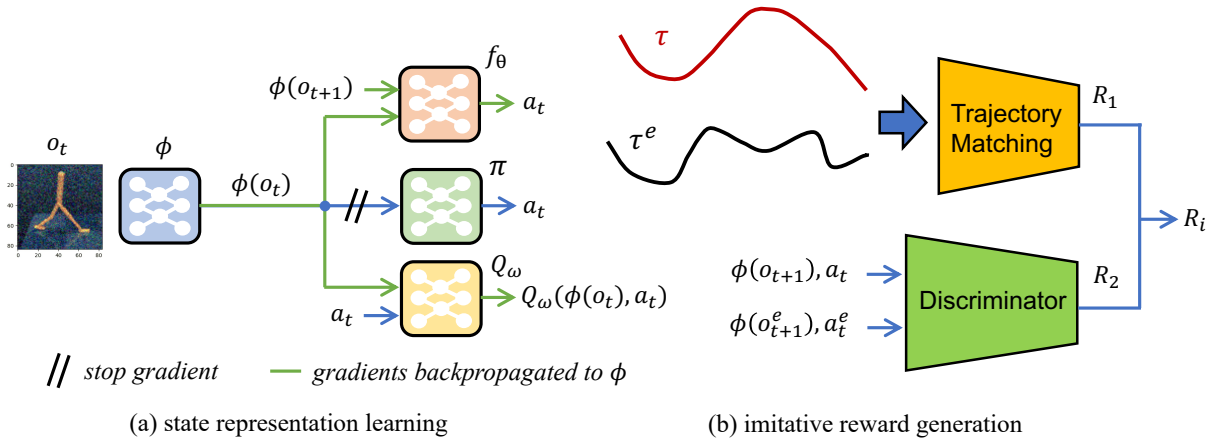 o_t
0
20
40
60
80
0 20 40 60 80
ϕ
ϕ(o_t)
ϕ(o_{t+1})
f_θ
a_t
π
a_t
Q_ω
a_t
Q_ω(ϕ(o_t), a_t)
// stop gradient
gradients backpropagated to ϕ
(a) state representation learning
τ
τ^e
Trajectory
Matching
R_1
R_i
ϕ(o_{t+1}), a_t
ϕ(o^e_{t+1}), a^e_t
Discriminator
R_2
(b) imitative reward generation